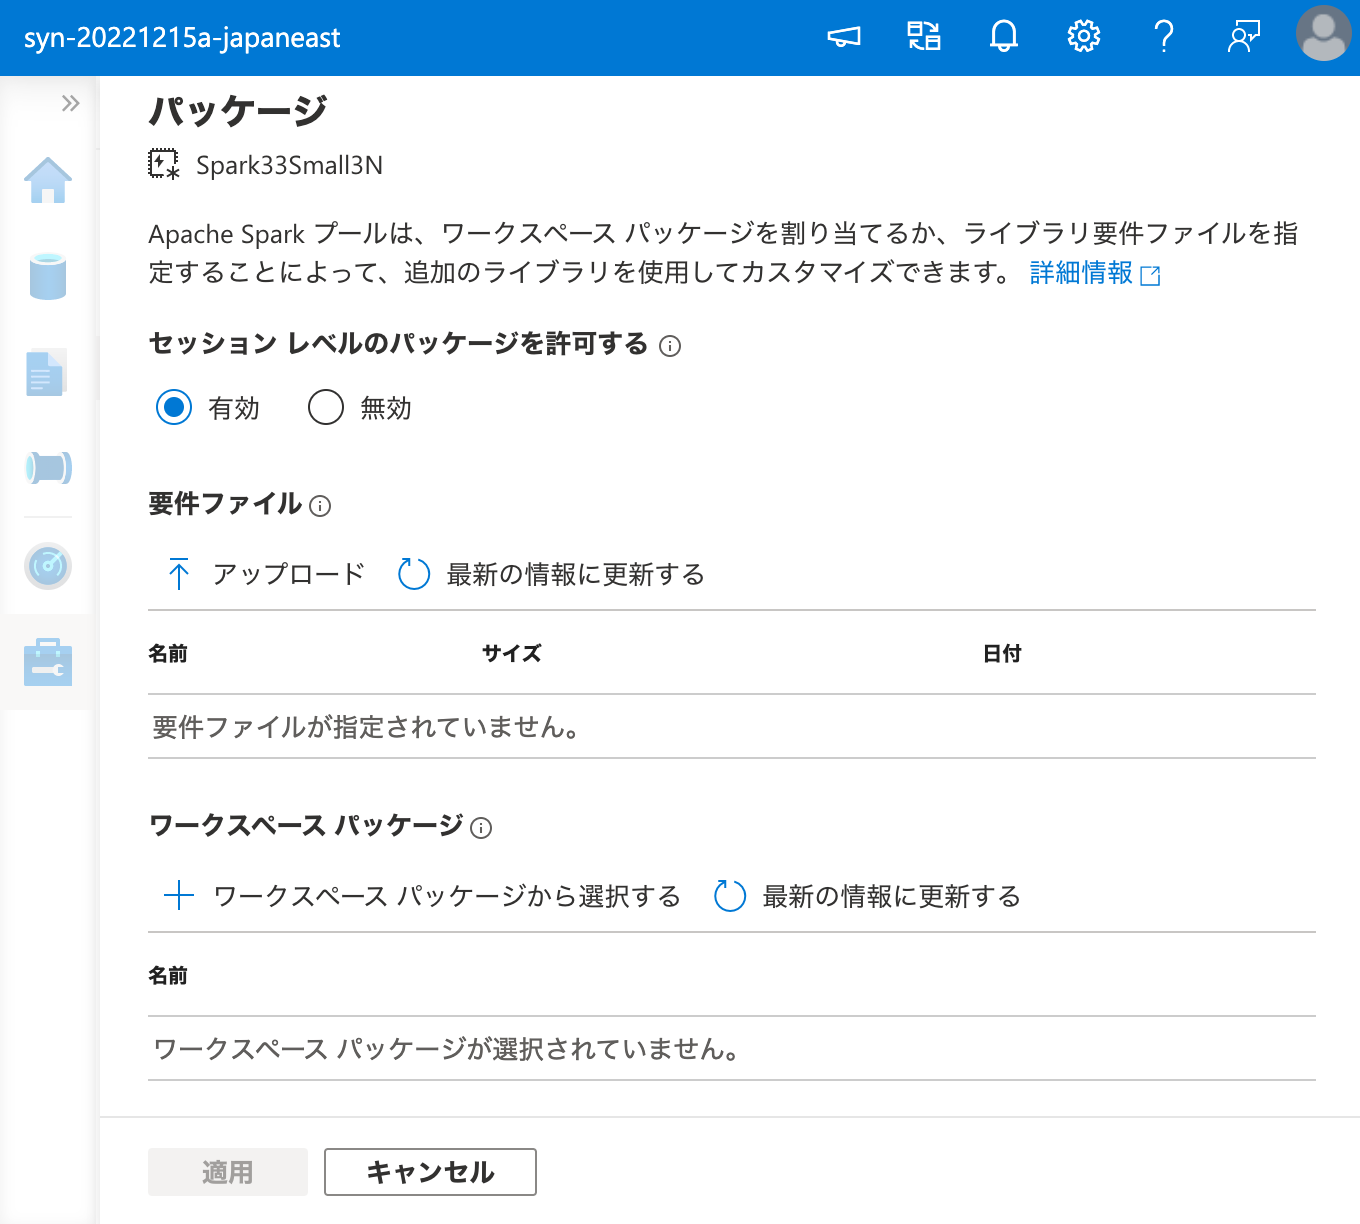 syn-20221215a-japaneast
パッケージ
Spark33Small3N
Apache Spark プールは、ワークスペース パッケージを割り当てるか、ライブラリ要件ファイルを指
定することによって、追加のライブラリを使用してカスタマイズできます。 詳細情報
セッション レベルのパッケージを許可する
有効 無効
要件ファイル
アップロード 最新の情報に更新する
名前 サイズ 日付
要件ファイルが指定されていません。
ワークスペース パッケージ
ワークスペース パッケージから選択する 最新の情報に更新する
名前
ワークスペース パッケージが選択されていません。
適用 キャンセル